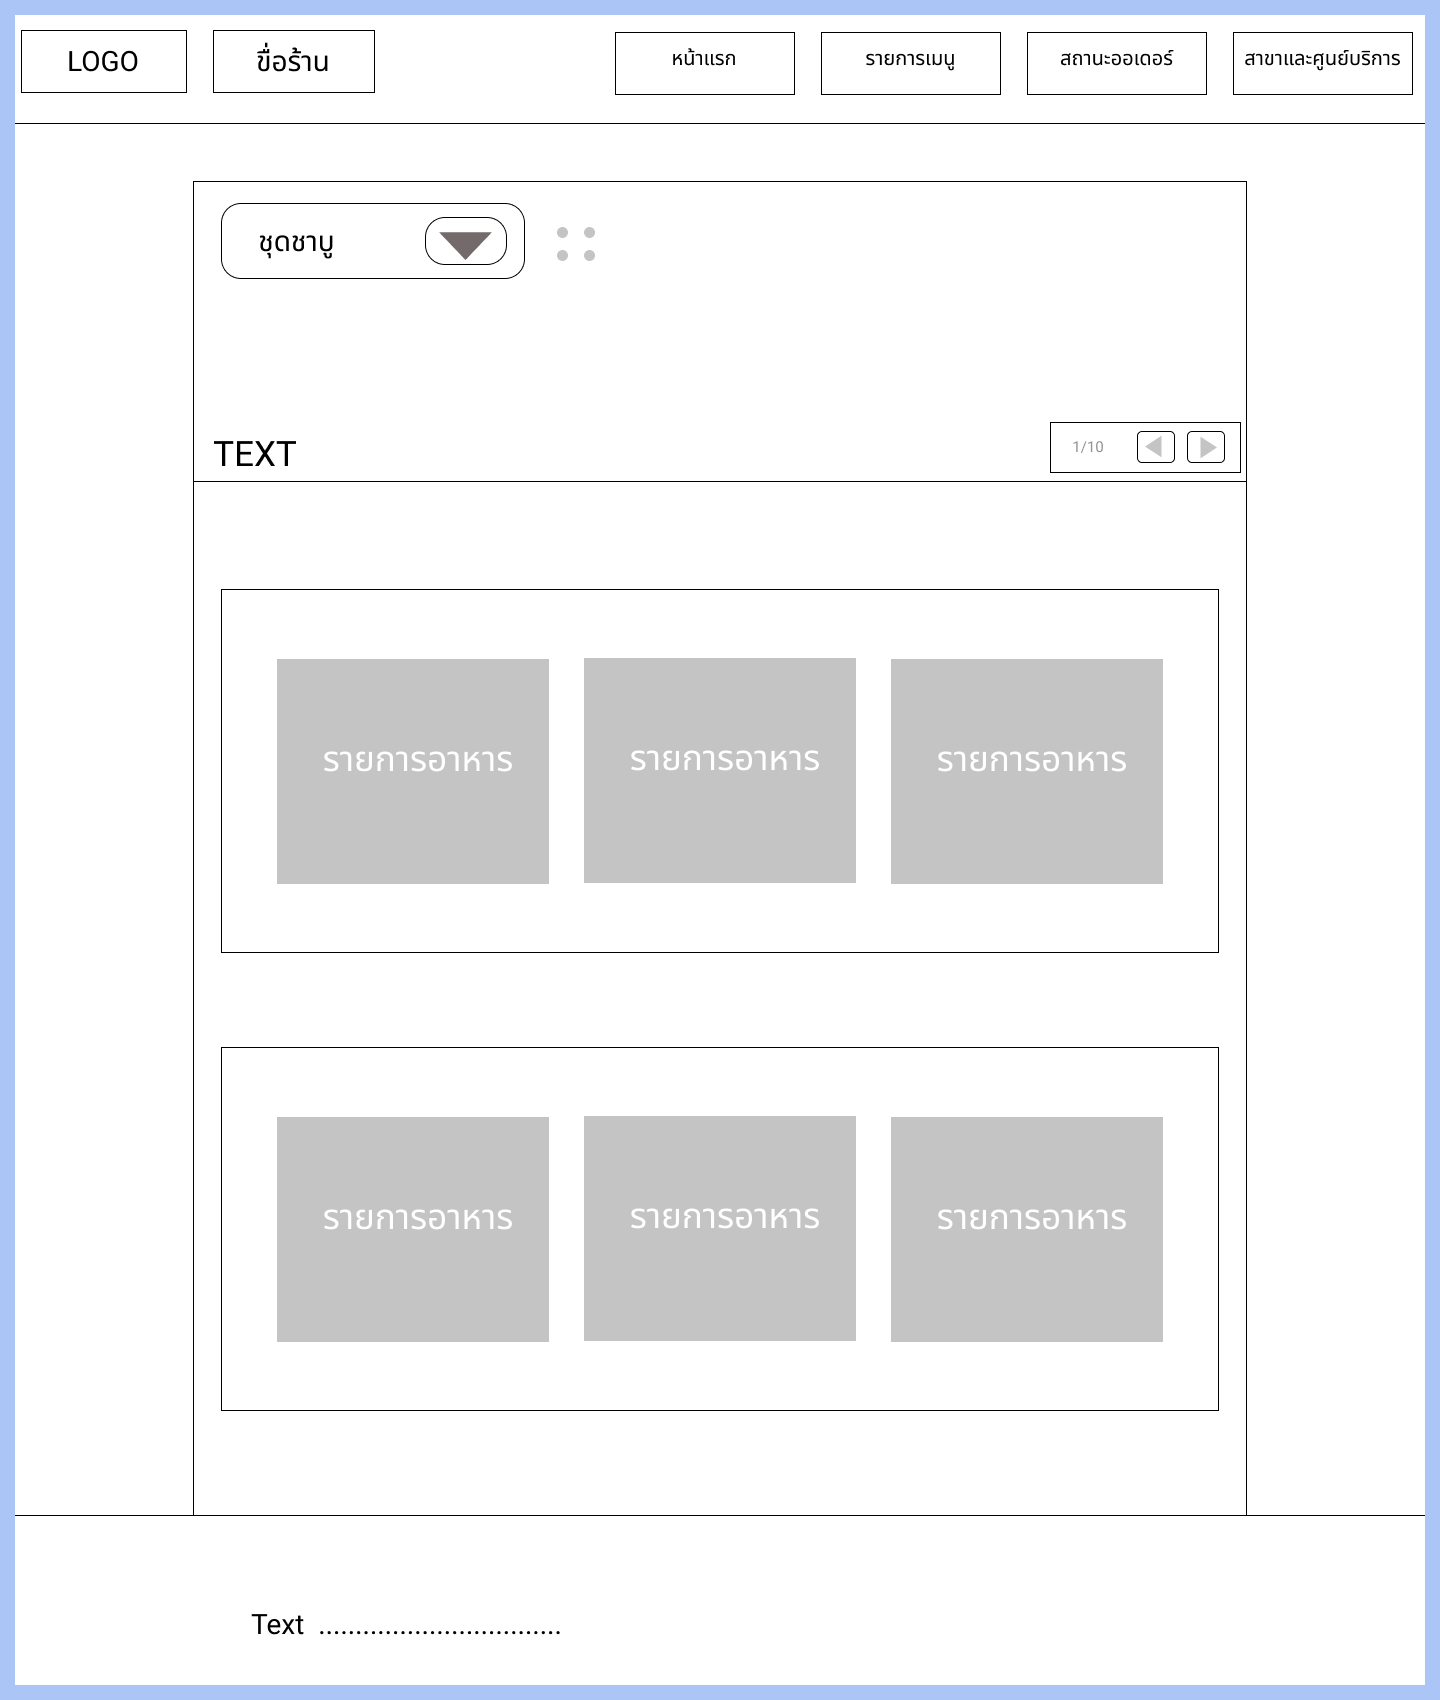 LOGO
ขื่อร้าน
หน้าแรก
รายการเมนู
สถานะออเดอร์
สาขาและศูนย์บริการ
ชุดชาบู
TEXT
1/10
รายการอาหาร
รายการอาหาร
รายการอาหาร
รายการอาหาร
รายการอาหาร
รายการอาหาร
Text .................................